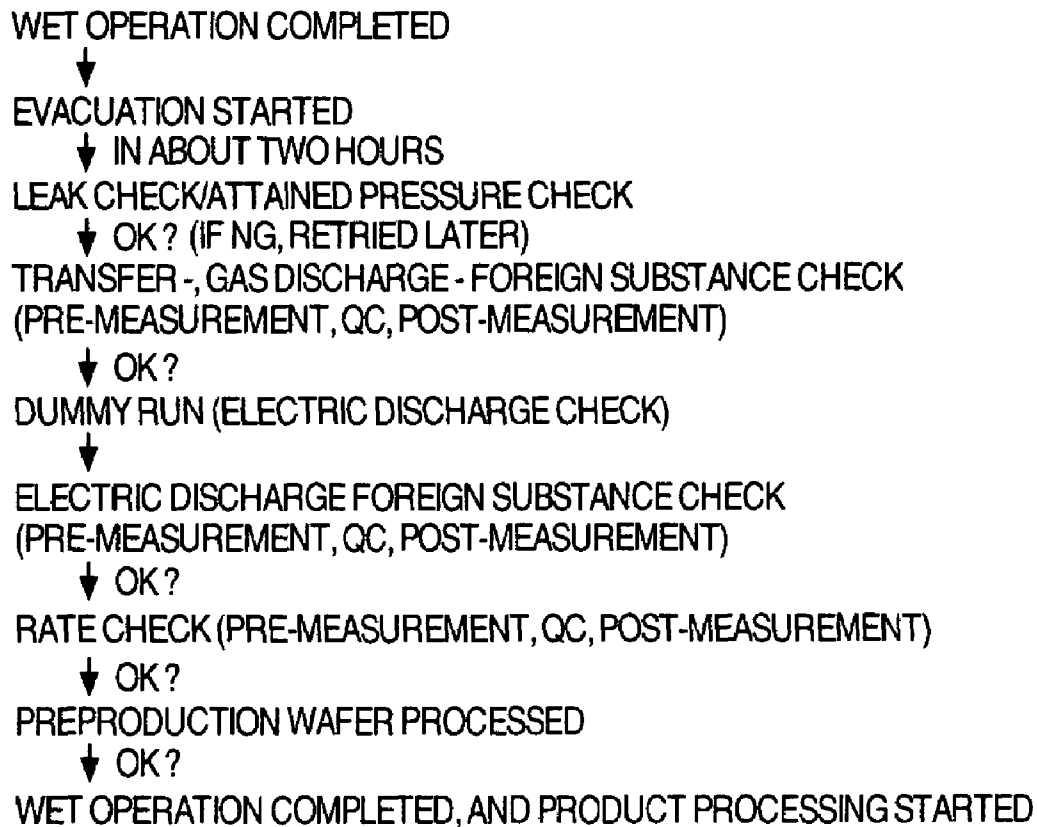 WET OPERATION COMPLETED
EVACUATION STARTED
IN ABOUT TWO HOURS
LEAK CHECK/ATTAINED PRESSURE CHECK
OK? (IF NG, RETRIED LATER)
TRANSFER -, GAS DISCHARGE - FOREIGN SUBSTANCE CHECK
(PRE-MEASUREMENT, QC, POST-MEASUREMENT)
OK?
DUMMY RUN (ELECTRIC DISCHARGE CHECK)
ELECTRIC DISCHARGE FOREIGN SUBSTANCE CHECK
(PRE-MEASUREMENT, QC, POST-MEASUREMENT)
OK?
RATE CHECK (PRE-MEASUREMENT, QC, POST-MEASUREMENT)
OK?
PREPRODUCTION WAFER PROCESSED
OK?
WET OPERATION COMPLETED, AND PRODUCT PROCESSING STARTED